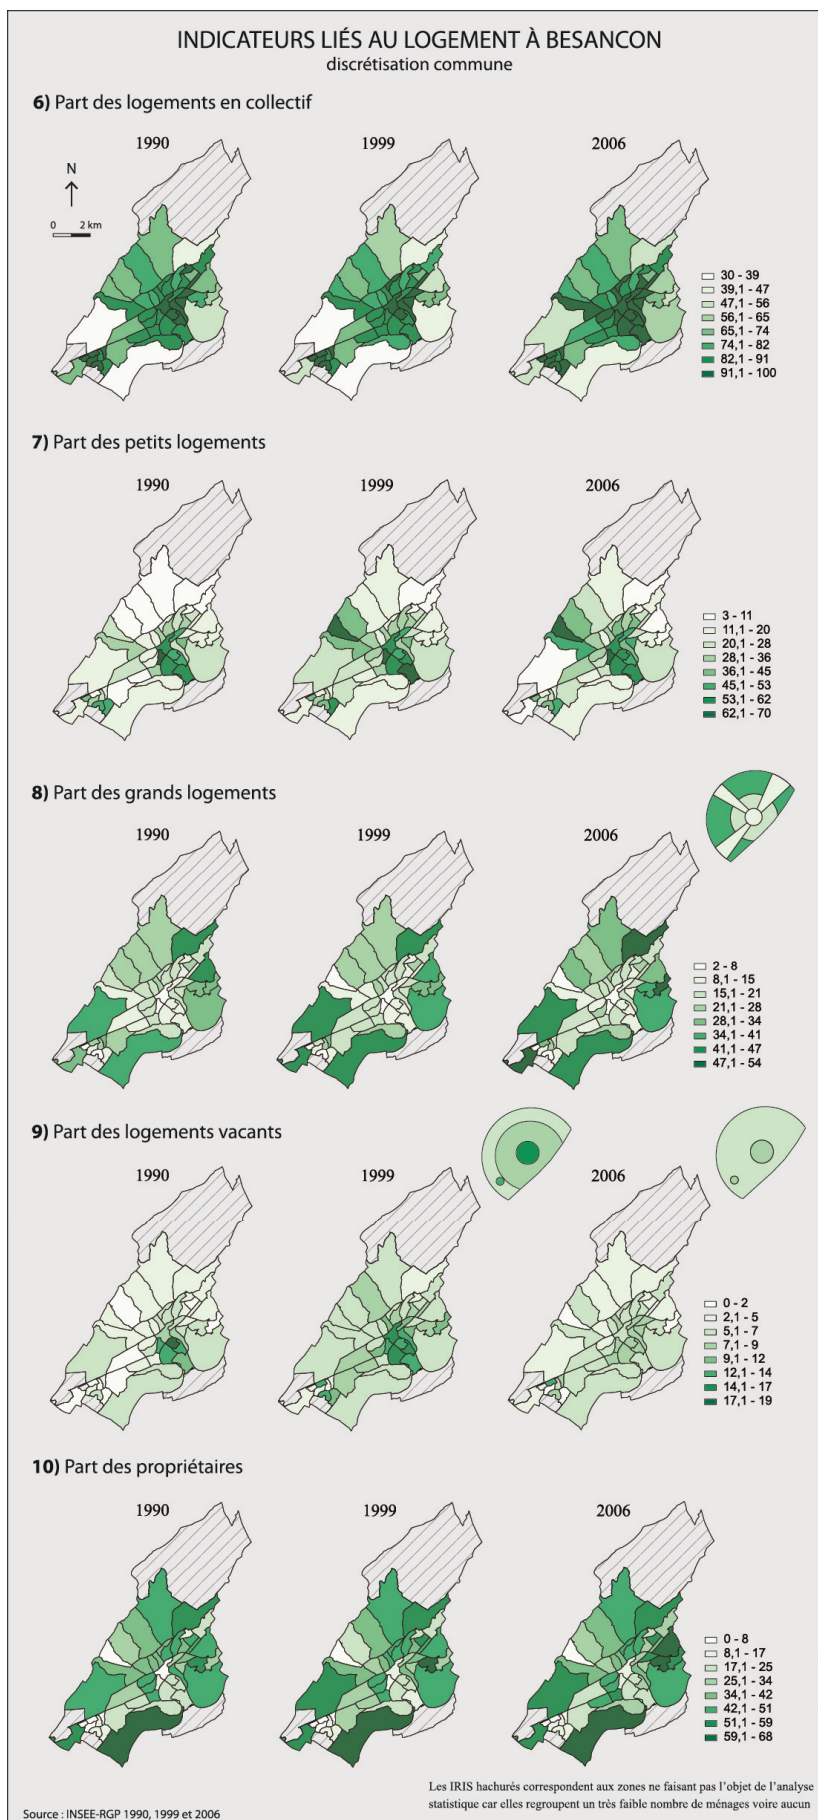 INDICATEURS LIÉS AU LOGEMENT À BESANCON
discrétisation commune
6) Part des logements en collectif
1990
1999
2006
N
0 2 km
30 - 39
39,1 - 47
47,1 - 56
56,1 - 65
65,1 - 74
74,1 - 82
82,1 - 91
91,1 - 100
7) Part des petits logements
1990
1999
2006
3 - 11
11,1 - 20
20,1 - 28
28,1 - 36
36,1 - 45
45,1 - 53
53,1 - 62
62,1 - 70
8) Part des grands logements
1990
1999
2006
2 - 8
8,1 - 15
15,1 - 21
21,1 - 28
28,1 - 34
34,1 - 41
41,1 - 47
47,1 - 54
9) Part des logements vacants
1990
1999
2006
0 - 2
2,1 - 5
5,1 - 7
7,1 - 9
9,1 - 12
12,1 - 14
14,1 - 17
17,1 - 19
10) Part des propriétaires
1990
1999
2006
0 - 8
8,1 - 17
17,1 - 25
25,1 - 34
34,1 - 42
42,1 - 51
51,1 - 59
59,1 - 68
Les IRIS hachurés correspondent aux zones ne faisant pas l'objet de l'analyse
statistique car elles regroupent un très faible nombre de ménages voire aucun
Source : INSEE-RGP 1990, 1999 et 2006